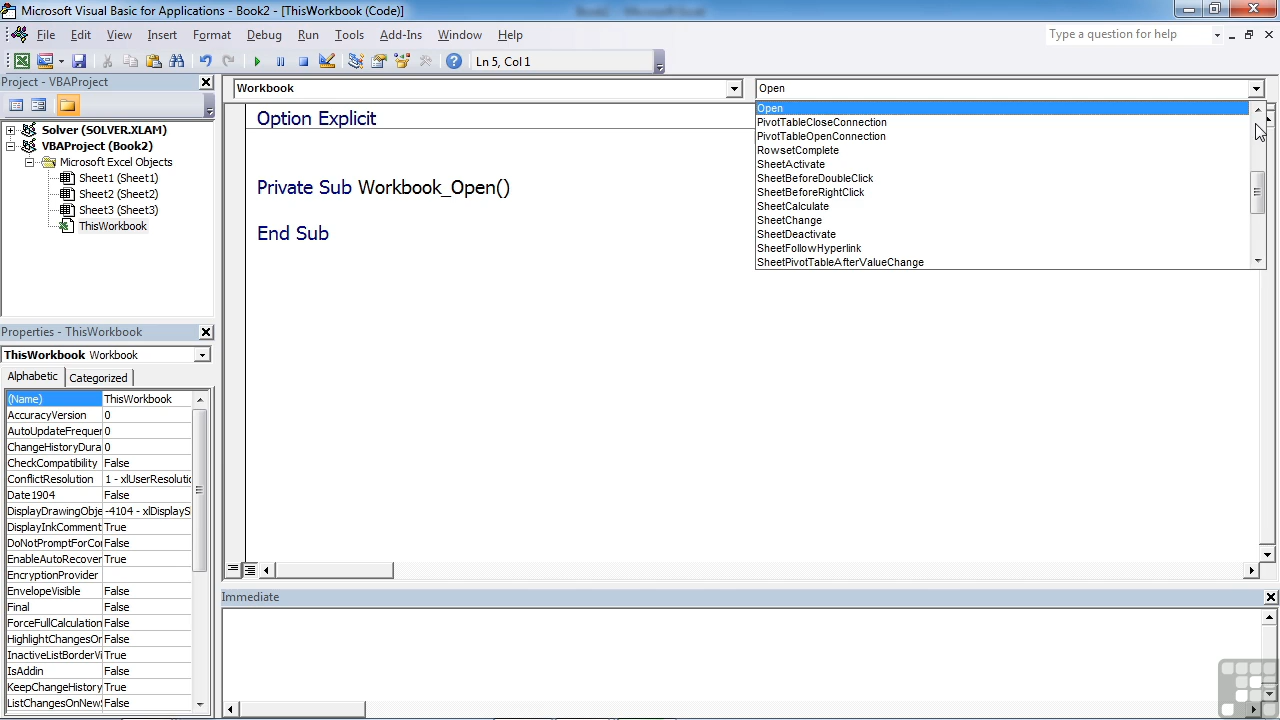 Microsoft Visual Basic for Applications - Book2 - [ThisWorkbook (Code)]
File Edit View Insert Format Debug Run Tools Add-Ins Window Help
Type a question for help
Ln 5, Col 1
Project - VBAProject
Solver (SOLVER.XLAM)
VBAProject (Book2)
Microsoft Excel Objects
Sheet1 (Sheet1)
Sheet2 (Sheet2)
Sheet3 (Sheet3)
ThisWorkbook
Properties - ThisWorkbook
ThisWorkbook Workbook
Alphabetic Categorized
(Name) ThisWorkbook
AccuracyVersion 0
AutoUpdateFrequer 0
ChangeHistoryDura 0
CheckCompatibility False
ConflictResolution 1 - xlUserResolutio
Date1904 False
DisplayDrawingObje -4104 - xlDisplayS
DisplayInkComment True
DoNotPromptForCo False
EnableAutoRecover True
EncryptionProvider
EnvelopeVisible False
Final False
ForceFullCalculation False
HighlightChangesOr False
InactiveListBorderVi True
IsAddin False
KeepChangeHistory True
ListChangesOnNew False
Workbook
Open
Option Explicit
Private Sub Workbook_Open()
End Sub
Open
PivotTableCloseConnection
PivotTableOpenConnection
RowsetComplete
SheetActivate
SheetBeforeDoubleClick
SheetBeforeRightClick
SheetCalculate
SheetChange
SheetDeactivate
SheetFollowHyperlink
SheetPivotTableAfterValueChange
Immediate